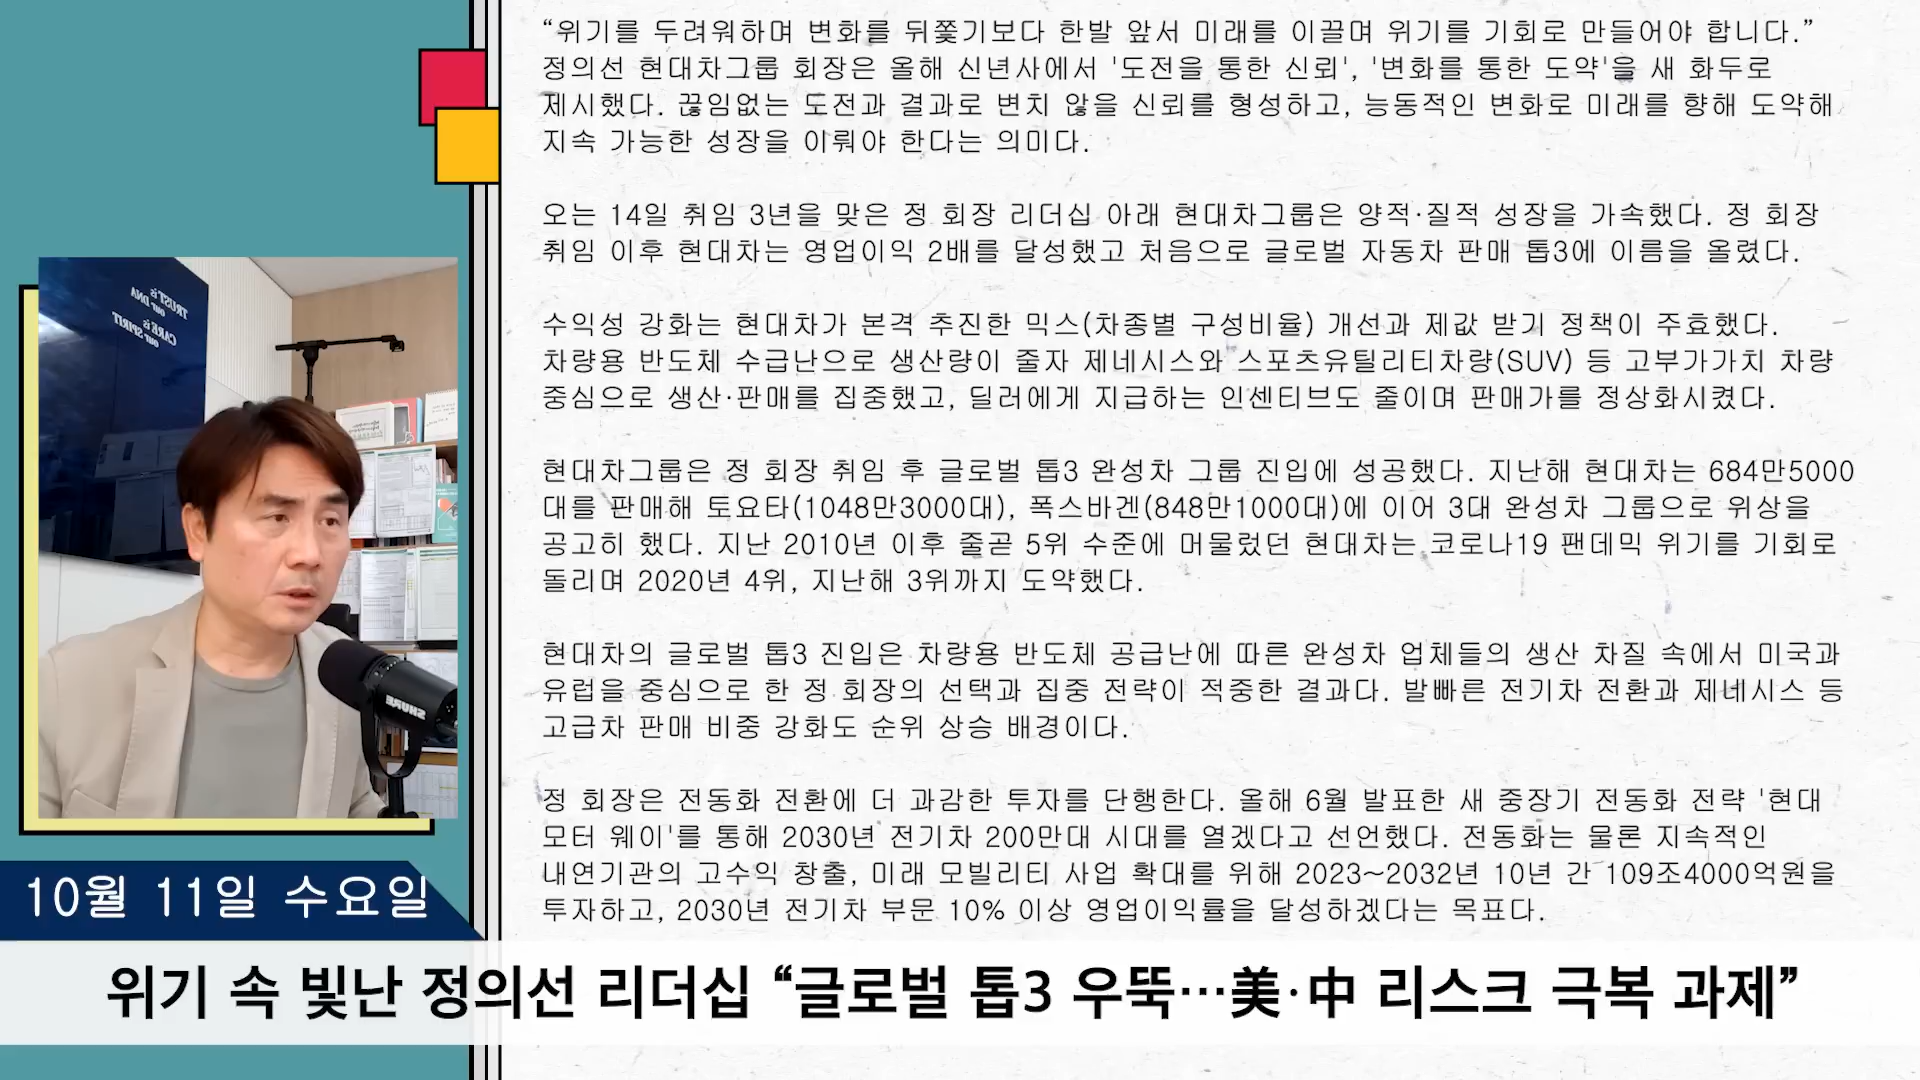 “위기를 두려워하며 변화를 뒤쫓기보다 한발 앞서 미래를 이끌며 위기를 기회로 만들어야 합니다.”
정의선 현대차그룹 회장은 올해 신년사에서 '도전을 통한 신뢰', '변화를 통한 도약'을 새 화두로
제시했다. 끊임없는 도전과 결과로 변치 않을 신뢰를 형성하고, 능동적인 변화로 미래를 향해 도약해
지속 가능한 성장을 이뤄야 한다는 의미다.
오는 14일 취임 3년을 맞은 정 회장 리더십 아래 현대차그룹은 양적·질적 성장을 가속했다. 정 회장
취임 이후 현대차는 영업이익 2배를 달성했고 처음으로 글로벌 자동차 판매 톱3에 이름을 올렸다.
수익성 강화는 현대차가 본격 추진한 믹스(차종별 구성비율) 개선과 제값 받기 정책이 주효했다.
차량용 반도체 수급난으로 생산량이 줄자 제네시스와 스포츠유틸리티차량(SUV) 등 고부가가치 차량
중심으로 생산·판매를 집중했고, 딜러에게 지급하는 인센티브도 줄이며 판매가를 정상화시켰다.
현대차그룹은 정 회장 취임 후 글로벌 톱3 완성차 그룹 진입에 성공했다. 지난해 현대차는 684만5000
대를 판매해 토요타(1048만3000대), 폭스바겐(848만1000대)에 이어 3대 완성차 그룹으로 위상을
공고히 했다. 지난 2010년 이후 줄곧 5위 수준에 머물렀던 현대차는 코로나19 팬데믹 위기를 기회로
돌리며 2020년 4위, 지난해 3위까지 도약했다.
현대차의 글로벌 톱3 진입은 차량용 반도체 공급난에 따른 완성차 업체들의 생산 차질 속에서 미국과
유럽을 중심으로 한 정 회장의 선택과 집중 전략이 적중한 결과다. 발빠른 전기차 전환과 제네시스 등
고급차 판매 비중 강화도 순위 상승 배경이다.
정 회장은 전동화 전환에 더 과감한 투자를 단행한다. 올해 6월 발표한 새 중장기 전동화 전략 '현대
모터 웨이'를 통해 2030년 전기차 200만대 시대를 열겠다고 선언했다. 전동화는 물론 지속적인
내연기관의 고수익 창출, 미래 모빌리티 사업 확대를 위해 2023~2032년 10년 간 109조4000억원을
투자하고, 2030년 전기차 부문 10% 이상 영업이익률을 달성하겠다는 목표다.
TRUST is
our DNA
CARE is SPIRIT
our SPIRIT
SHURE
10월 11일 수요일
위기 속 빛난 정의선 리더십 “글로벌 톱3 우뚝…美·中 리스크 극복 과제”